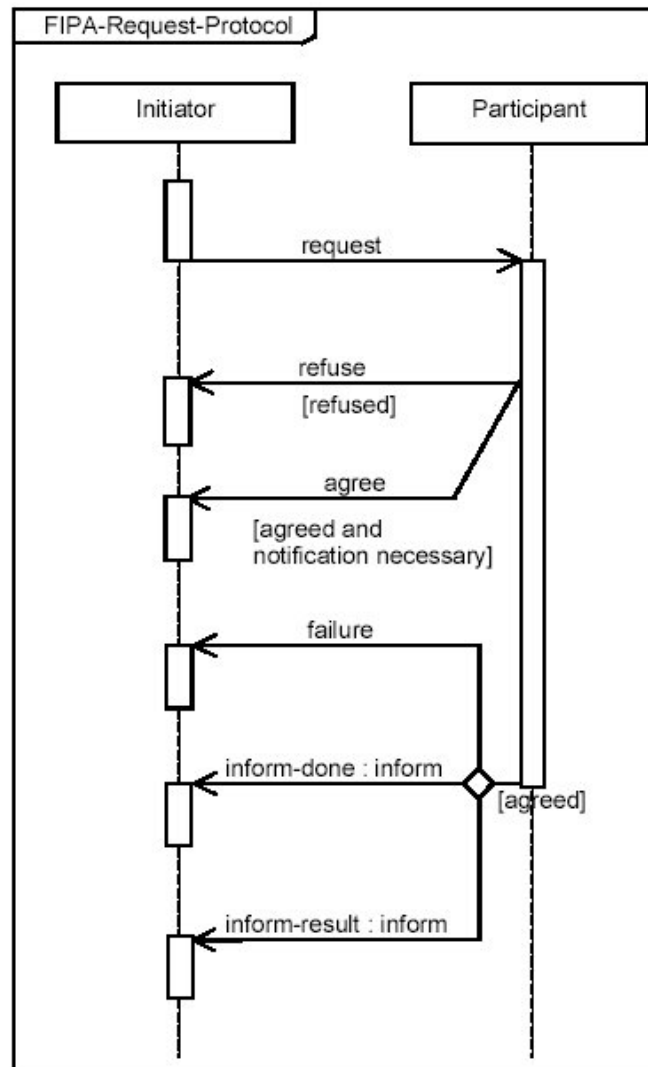 FIPA-Request-Protocol
Initiator
Participant
request
refuse
[refused]
agree
[agreed and
notification necessary]
failure
inform-done : inform
[agreed]
inform-result : inform